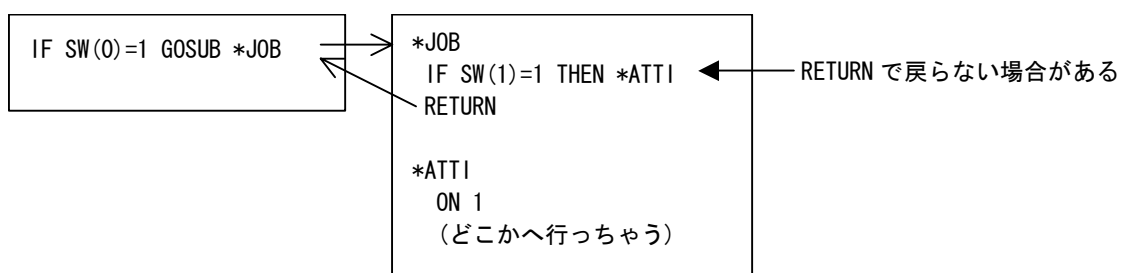 IF SW(0)=1 GOSUB *JOB
*JOB
IF SW(1)=1 THEN *ATTI
RETURN で戻らない場合がある
RETURN
*ATTI
ON 1
(どこかへ行っちゃう)